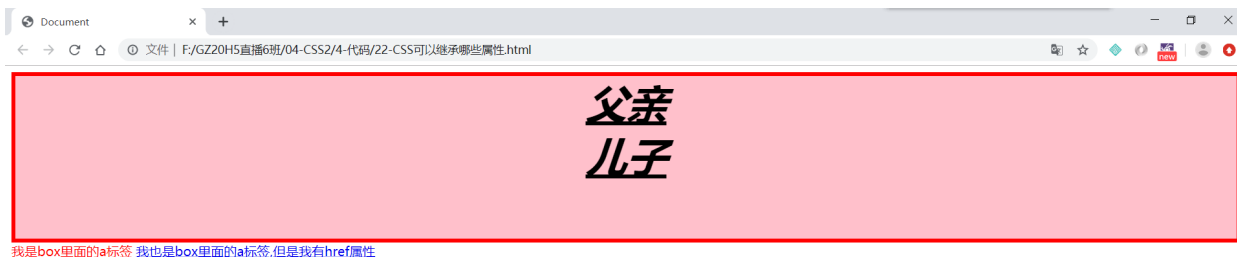 Document
文件 | F:/GZ20H5直播6班/04-CSS2/4-代码/22-CSS可以继承哪些属性.html
new
父亲
儿子
我是box里面的a标签 我也是box里面的a标签,但是我有href属性